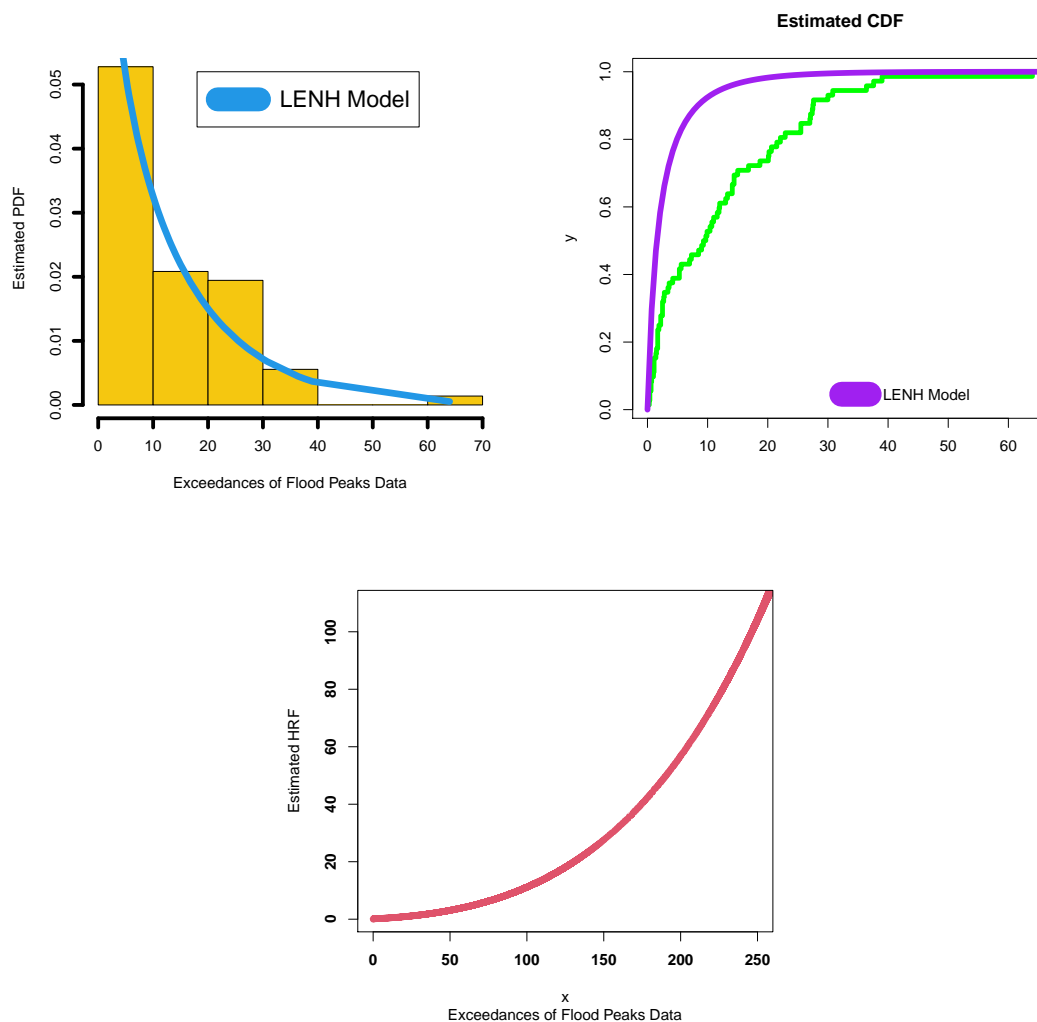 Estimated PDF
0.00 0.01 0.02 0.03 0.04 0.05
LENH Model
0 10 20 30 40 50 60 70
Exceedances of Flood Peaks Data
Estimated CDF
y
0.0 0.2 0.4 0.6 0.8 1.0
LENH Model
0 10 20 30 40 50 60
Estimated HRF
0 20 40 60 80 100
0 50 100 150 200 250
x
Exceedances of Flood Peaks Data